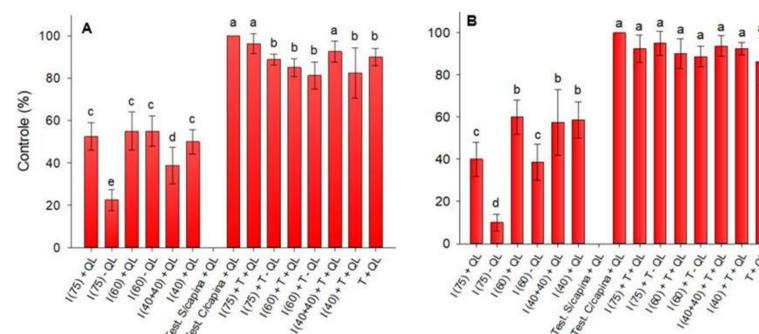 A
B
100
80
60
40
20
0
Controle (%)
c
e
c
c
d
c
a
a
b
b
b
a
b
b
I(75) + QL
I(75) - QL
I(60) + QL
I(60) - QL
I(40+40) + QL
I(40) + QL
Test. S/capina + QL
Test. C/capina + QL
I(75) + T + QL
I(75) + T - QL
I(60) + T + QL
I(60) + T - QL
I(40+40) + T + QL
I(40) + T + QL
T + QL
100
80
60
40
20
0
c
d
b
c
b
b
a
a
a
a
a
a
a
a
I(75) + QL
I(75) - QL
I(60) + QL
I(60) - QL
I(40+40) + QL
I(40) + QL
Test. S/capina + QL
Test. C/capina + QL
I(75) + T + QL
I(75) + T - QL
I(60) + T + QL
I(60) + T - QL
I(40+40) + T + QL
I(40) + T + QL
T + QL